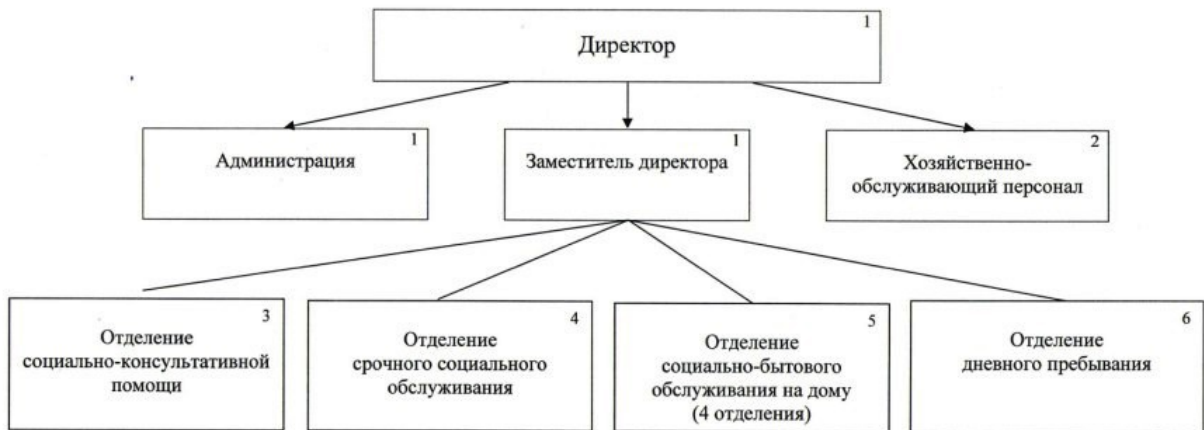 1
Директор
1
Администрация
1
Заместитель директора
2
Хозяйственно-
обслуживающий персонал
3
Отделение
социально-консультативной
помощи
4
Отделение
срочного социального
обслуживания
5
Отделение
социально-бытового
обслуживания на дому
(4 отделения)
6
Отделение
дневного пребывания